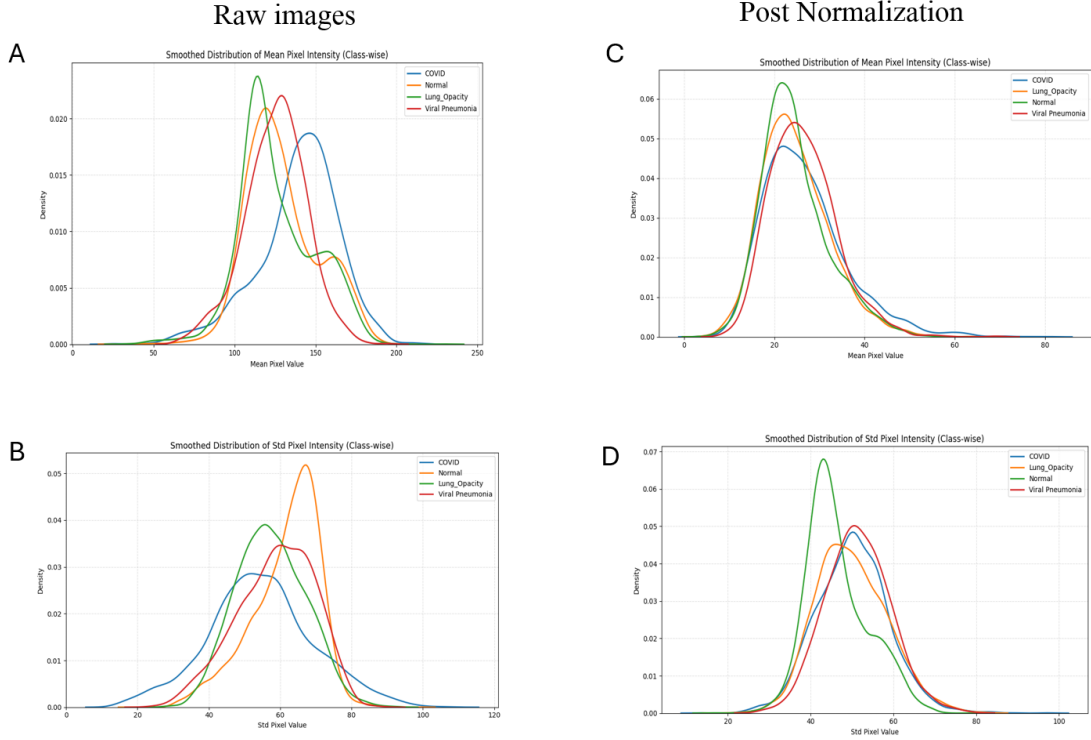 Raw images
Post Normalization
A
Smoothed Distribution of Mean Pixel Intensity (Class-wise)
COVID
Normal
Lung_Opacity
Viral Pneumonia
0.020
0.015
0.010
0.005
0.000
Density
50
100
150
200
250
Mean Pixel Value
C
Smoothed Distribution of Mean Pixel Intensity (Class-wise)
COVID
Lung_Opacity
Normal
Viral Pneumonia
0.06
0.05
0.04
0.03
0.02
0.01
0.00
Density
0
20
40
60
80
Mean Pixel Value
B
Smoothed Distribution of Std Pixel Intensity (Class-wise)
COVID
Normal
Lung_Opacity
Viral Pneumonia
0.05
0.04
0.03
0.02
0.01
0.00
Density
0
20
40
60
80
100
120
Std Pixel Value
D
Smoothed Distribution of Std Pixel Intensity (Class-wise)
COVID
Lung_Opacity
Normal
Viral Pneumonia
0.07
0.06
0.05
0.04
0.03
0.02
0.01
0.00
Density
20
40
60
80
100
Std Pixel Value